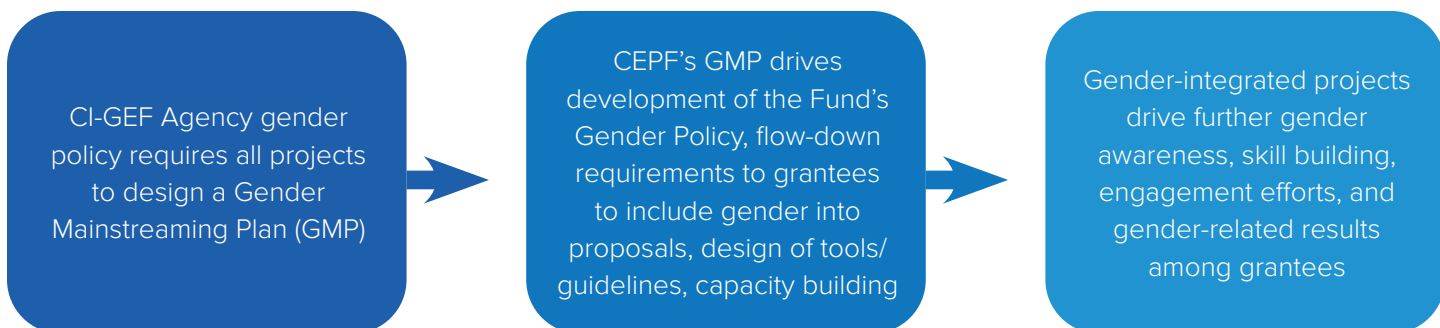 CI-GEF Agency gender
policy requires all projects
to design a Gender
Mainstreaming Plan (GMP)
CEPF’s GMP drives
development of the Fund’s
Gender Policy, flow-down
requirements to grantees
to include gender into
proposals, design of tools/
guidelines, capacity building
Gender-integrated projects
drive further gender
awareness, skill building,
engagement efforts, and
gender-related results
among grantees